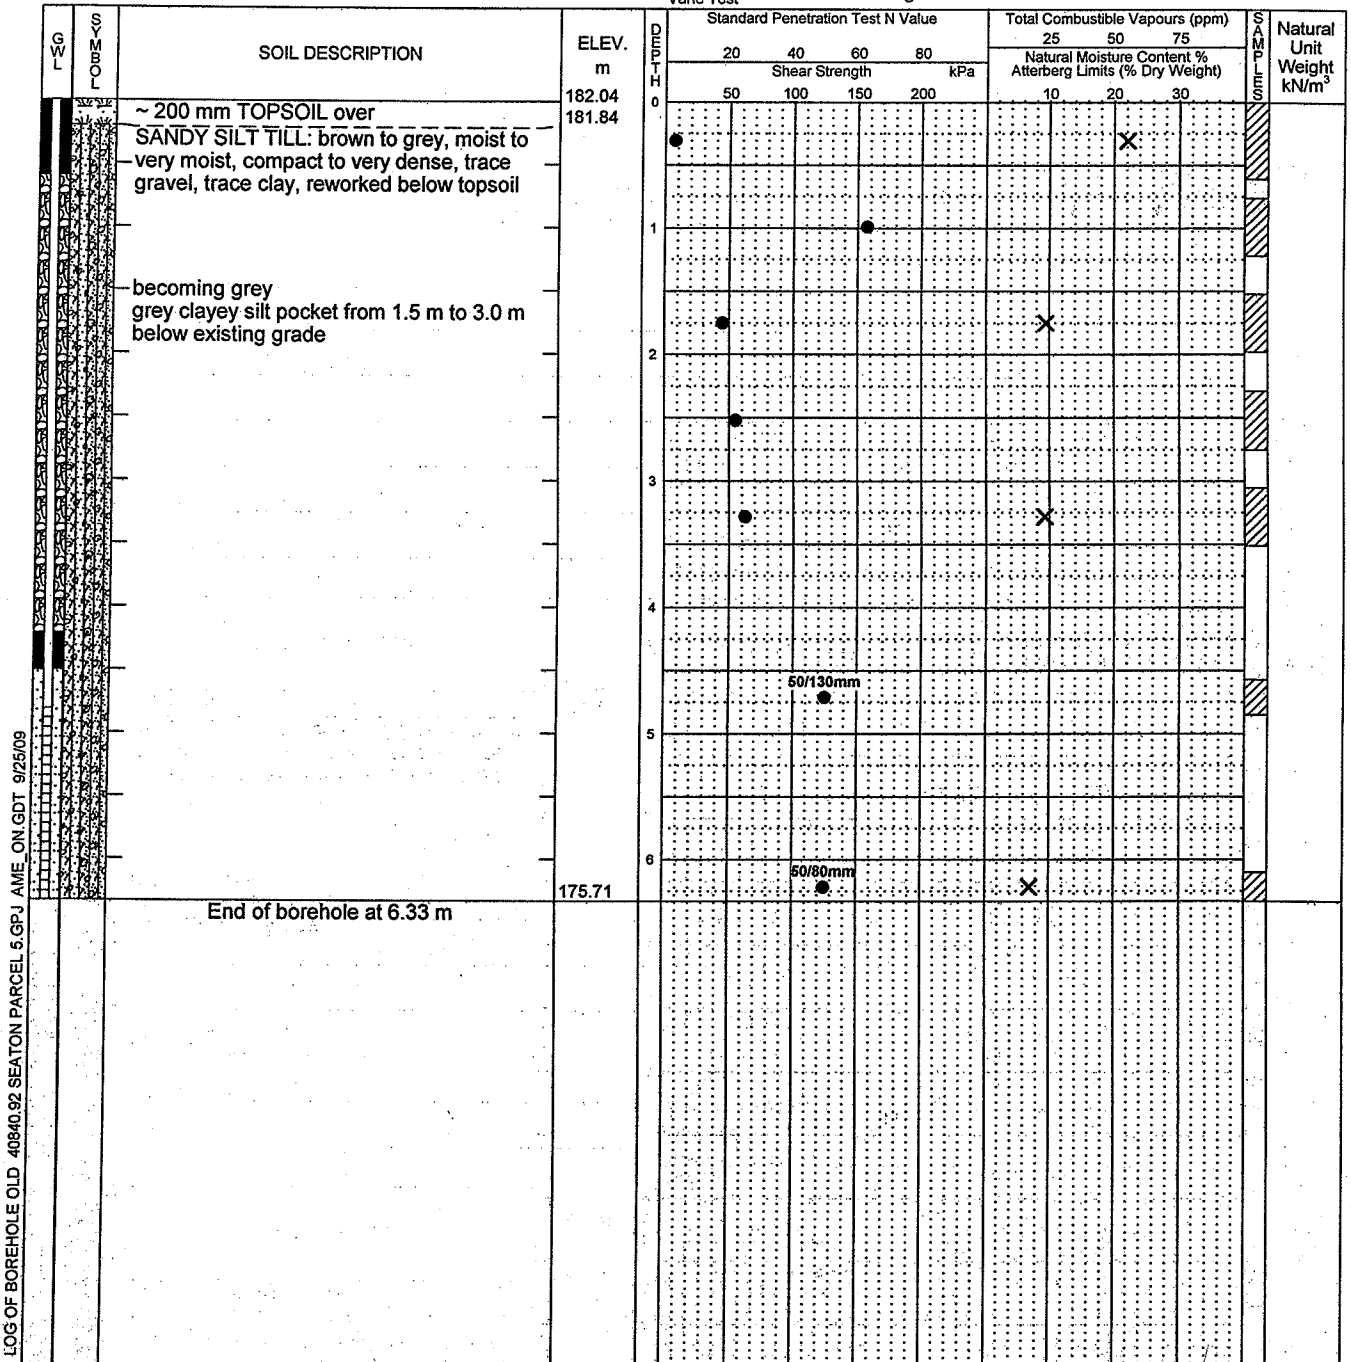 Vane Test
GWL
SYMBOL
SOIL DESCRIPTION
ELEV.
m
DEPTH
Standard Penetration Test N Value
20 40 60 80
Shear Strength kPa
50 100 150 200
Total Combustible Vapours (ppm)
25 50 75
Natural Moisture Content %
Atterberg Limits (% Dry Weight)
10 20 30
SAMPLES
Natural
Unit
Weight
kN/m³
182.04
0
~ 200 mm TOPSOIL over
181.84
SANDY SILT TILL: brown to grey, moist to
very moist, compact to very dense, trace
gravel, trace clay, reworked below topsoil
1
becoming grey
grey clayey silt pocket from 1.5 m to 3.0 m
below existing grade
2
3
4
50/130mm
5
6
50/80mm
175.71
End of borehole at 6.33 m
LOG OF BOREHOLE OLD 40840.92 SEATON PARCEL 5.GPJ AME_ON.GDT 9/25/09